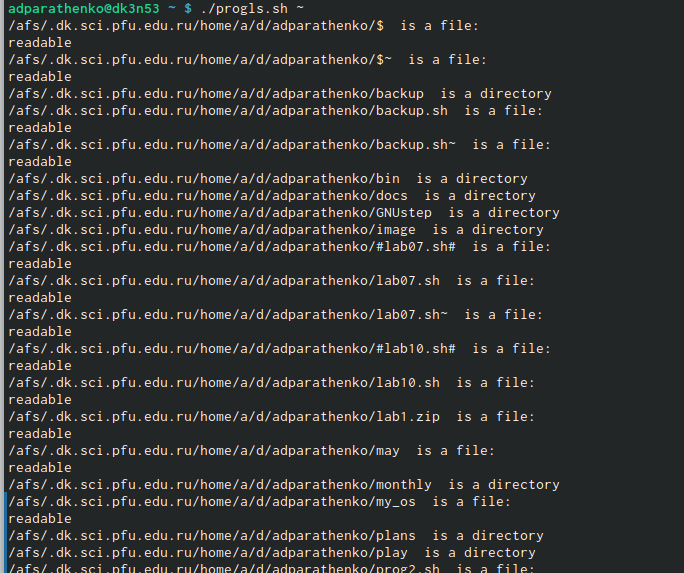 adparathenko@dk3n53 ~ $ ./progls.sh ~
/afs/.dk.sci.pfu.edu.ru/home/a/d/adparathenko/$  is a file:
readable
/afs/.dk.sci.pfu.edu.ru/home/a/d/adparathenko/$~  is a file:
readable
/afs/.dk.sci.pfu.edu.ru/home/a/d/adparathenko/backup  is a directory
/afs/.dk.sci.pfu.edu.ru/home/a/d/adparathenko/backup.sh  is a file:
readable
/afs/.dk.sci.pfu.edu.ru/home/a/d/adparathenko/backup.sh~  is a file:
readable
/afs/.dk.sci.pfu.edu.ru/home/a/d/adparathenko/bin  is a directory
/afs/.dk.sci.pfu.edu.ru/home/a/d/adparathenko/docs  is a directory
/afs/.dk.sci.pfu.edu.ru/home/a/d/adparathenko/GNUstep  is a directory
/afs/.dk.sci.pfu.edu.ru/home/a/d/adparathenko/image  is a directory
/afs/.dk.sci.pfu.edu.ru/home/a/d/adparathenko/#lab07.sh#  is a file:
readable
/afs/.dk.sci.pfu.edu.ru/home/a/d/adparathenko/lab07.sh  is a file:
readable
/afs/.dk.sci.pfu.edu.ru/home/a/d/adparathenko/lab07.sh~  is a file:
readable
/afs/.dk.sci.pfu.edu.ru/home/a/d/adparathenko/#lab10.sh#  is a file:
readable
/afs/.dk.sci.pfu.edu.ru/home/a/d/adparathenko/lab10.sh  is a file:
readable
/afs/.dk.sci.pfu.edu.ru/home/a/d/adparathenko/lab1.zip  is a file:
readable
/afs/.dk.sci.pfu.edu.ru/home/a/d/adparathenko/may  is a file:
readable
/afs/.dk.sci.pfu.edu.ru/home/a/d/adparathenko/monthly  is a directory
/afs/.dk.sci.pfu.edu.ru/home/a/d/adparathenko/my_os  is a file:
readable
/afs/.dk.sci.pfu.edu.ru/home/a/d/adparathenko/plans  is a directory
/afs/.dk.sci.pfu.edu.ru/home/a/d/adparathenko/play  is a directory
/afs/.dk.sci.pfu.edu.ru/home/a/d/adparathenko/prog2.sh  is a file: